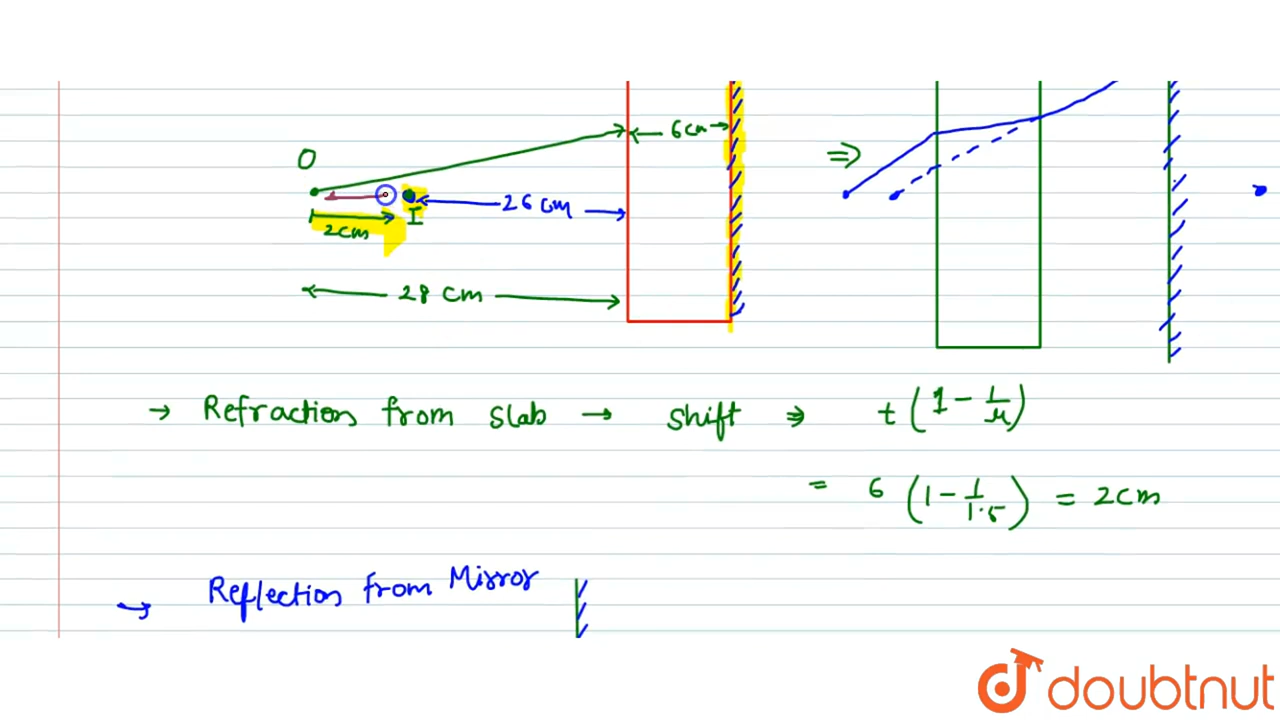 6cm
O
⇒
26 cm
I
2cm
28 cm
→ Refraction from slab → shift ⇒ t(1 - 1/μ)
= 6 (1 - 1/1.5) = 2cm
→ Reflection from Mirror
doubtnut